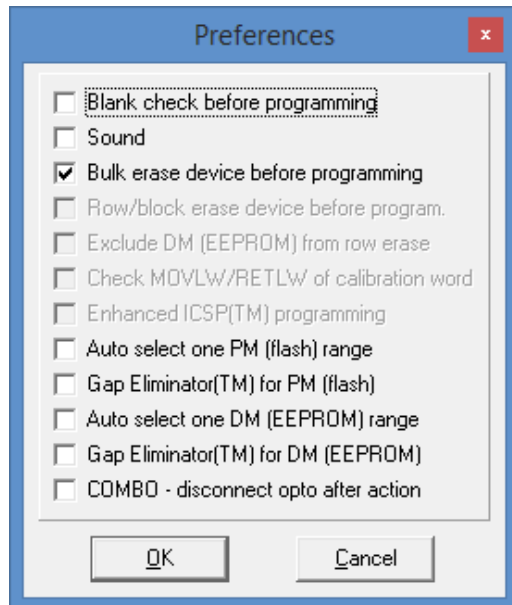 Preferences
x
Blank check before programming
Sound
Bulk erase device before programming
Row/block erase device before program.
Exclude DM (EEPROM) from row erase
Check MOVLW/RETLW of calibration word
Enhanced ICSP(TM) programming
Auto select one PM (flash) range
Gap Eliminator(TM) for PM (flash)
Auto select one DM (EEPROM) range
Gap Eliminator(TM) for DM (EEPROM)
COMBO - disconnect opto after action
OK Cancel